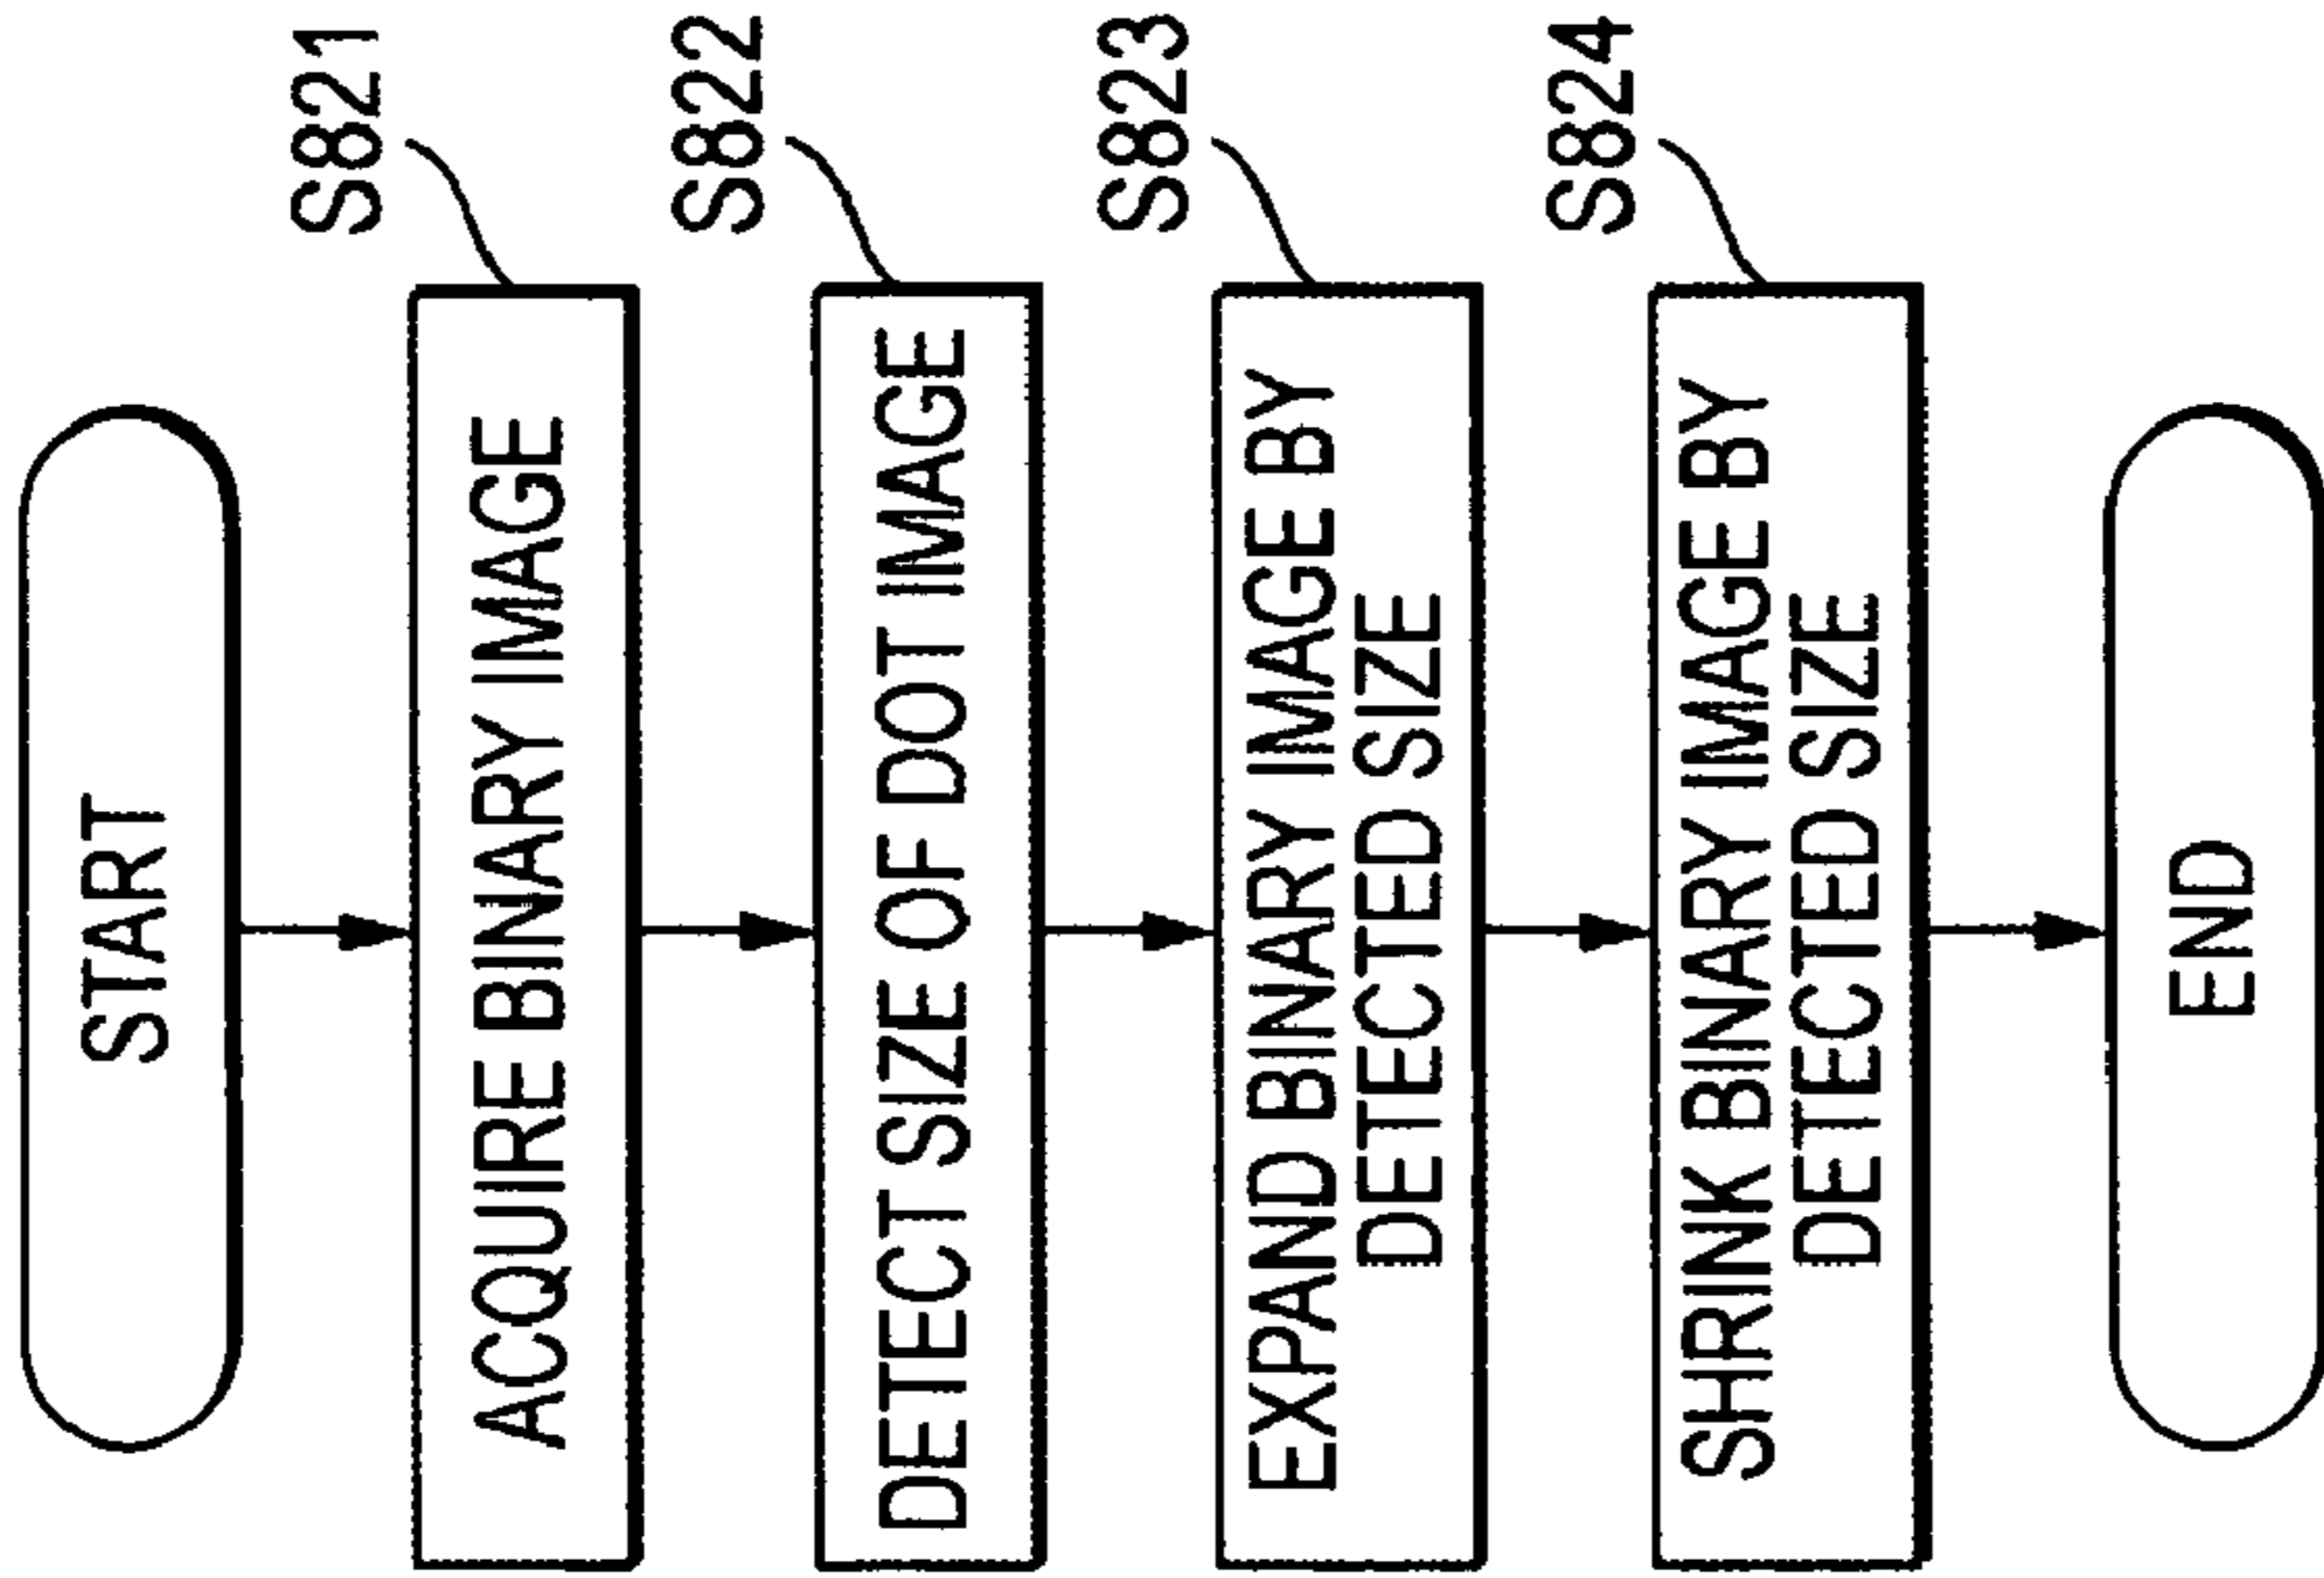 START
S821
ACQUIRE BINARY IMAGE
S822
DETECT SIZE OF DOT IMAGE
S823
EXPAND BINARY IMAGE BY
DETECTED SIZE
S824
SHRINK BINARY IMAGE BY
DETECTED SIZE
END